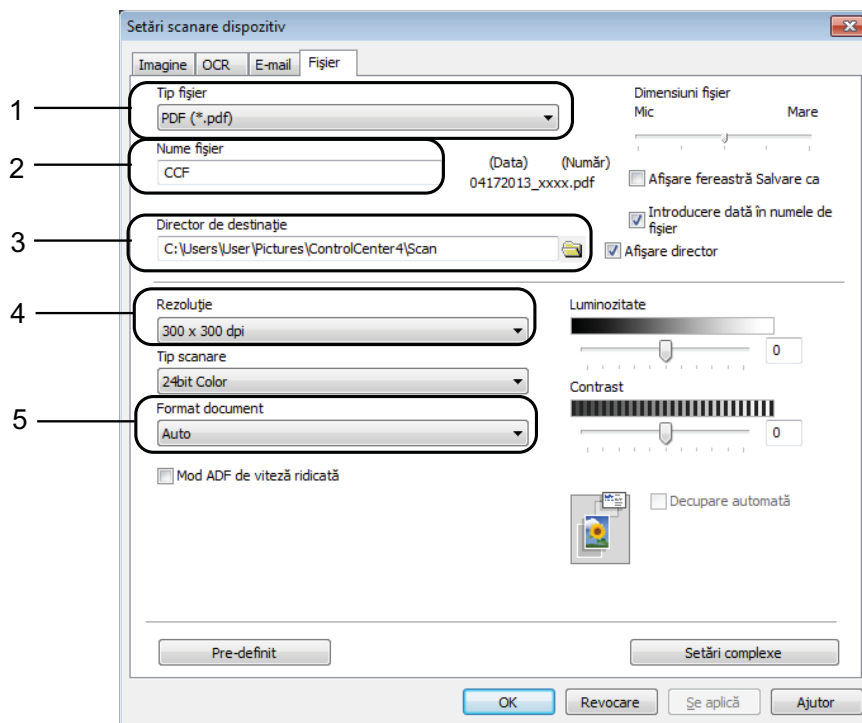 Setări scanare dispozitiv
Imagine OCR E-mail Fişier
1
Tip fişier
PDF (*.pdf)
Dimensiuni fişier
Mic Mare
2
Nume fişier
CCF
(Data) (Număr)
04172013_xxxx.pdf
Afişare fereastră Salvare ca
Introducere dată în numele de
fişier
3
Director de destinaţie
C:\Users\User\Pictures\ControlCenter4\Scan
Afişare director
4
Rezoluţie
300 x 300 dpi
Luminozitate
0
Tip scanare
24bit Color
Contrast
0
5
Format document
Auto
Mod ADF de viteză ridicată
Decupare automată
Pre-definit
Setări complexe
OK Revocare Se aplică Ajutor